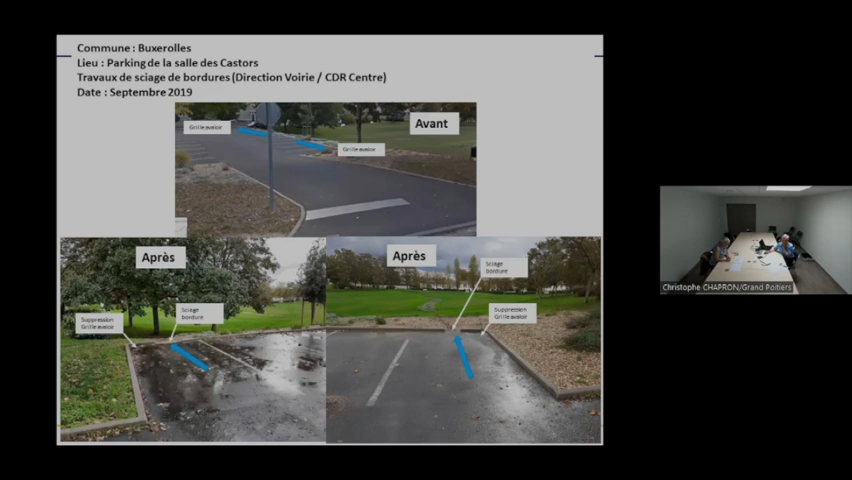 Commune : Buxerolles
Lieu : Parking de la salle des Castors
Travaux de sciage de bordures (Direction Voirie / CDR Centre)
Date : Septembre 2019
Avant
Grille avaloir
Grille avaloir
Après
Sciage
bordure
Suppression
Grille avaloir
Après
Sciage
bordure
Suppression
Grille avaloir
Christophe CHAPRON/Grand Poitiers